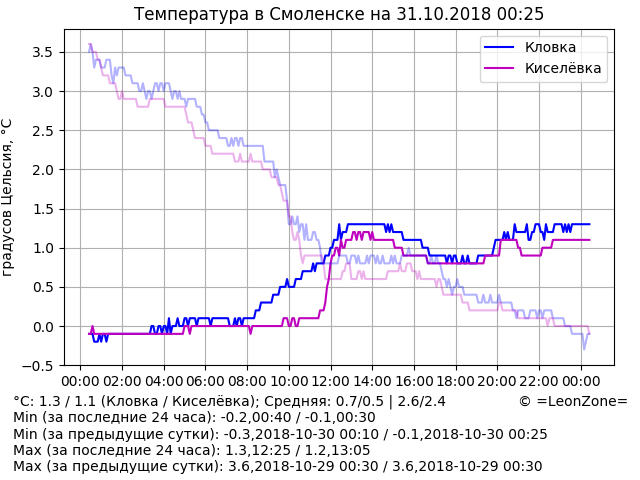 Температура в Смоленске на 31.10.2018 00:25
градусов Цельсия, °C
3.5
3.0
2.5
2.0
1.5
1.0
0.5
0.0
−0.5
Кловка
Киселёвка
00:00 02:00 04:00 06:00 08:00 10:00 12:00 14:00 16:00 18:00 20:00 22:00 00:00
°C: 1.3 / 1.1 (Кловка / Киселёвка); Средняя: 0.7/0.5 | 2.6/2.4 © =LeonZone=
Min (за последние 24 часа): -0.2,00:40 / -0.1,00:30
Min (за предыдущие сутки): -0.3,2018-10-30 00:10 / -0.1,2018-10-30 00:25
Max (за последние 24 часа): 1.3,12:25 / 1.2,13:05
Max (за предыдущие сутки): 3.6,2018-10-29 00:30 / 3.6,2018-10-29 00:30